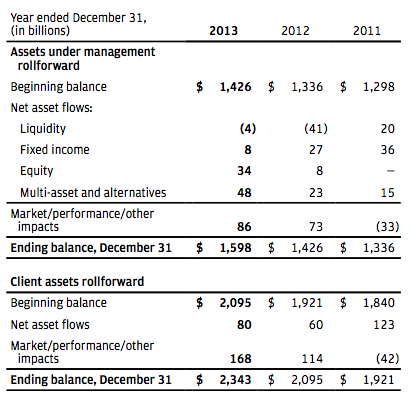 Year ended December 31,
(in billions) 2013 2012 2011
Assets under management
rollforward
Beginning balance $ 1,426 $ 1,336 $ 1,298
Net asset flows:
Liquidity (4) (41) 20
Fixed income 8 27 36
Equity 34 8 —
Multi-asset and alternatives 48 23 15
Market/performance/other
impacts 86 73 (33)
Ending balance, December 31 $ 1,598 $ 1,426 $ 1,336
Client assets rollforward
Beginning balance $ 2,095 $ 1,921 $ 1,840
Net asset flows 80 60 123
Market/performance/other
impacts 168 114 (42)
Ending balance, December 31 $ 2,343 $ 2,095 $ 1,921